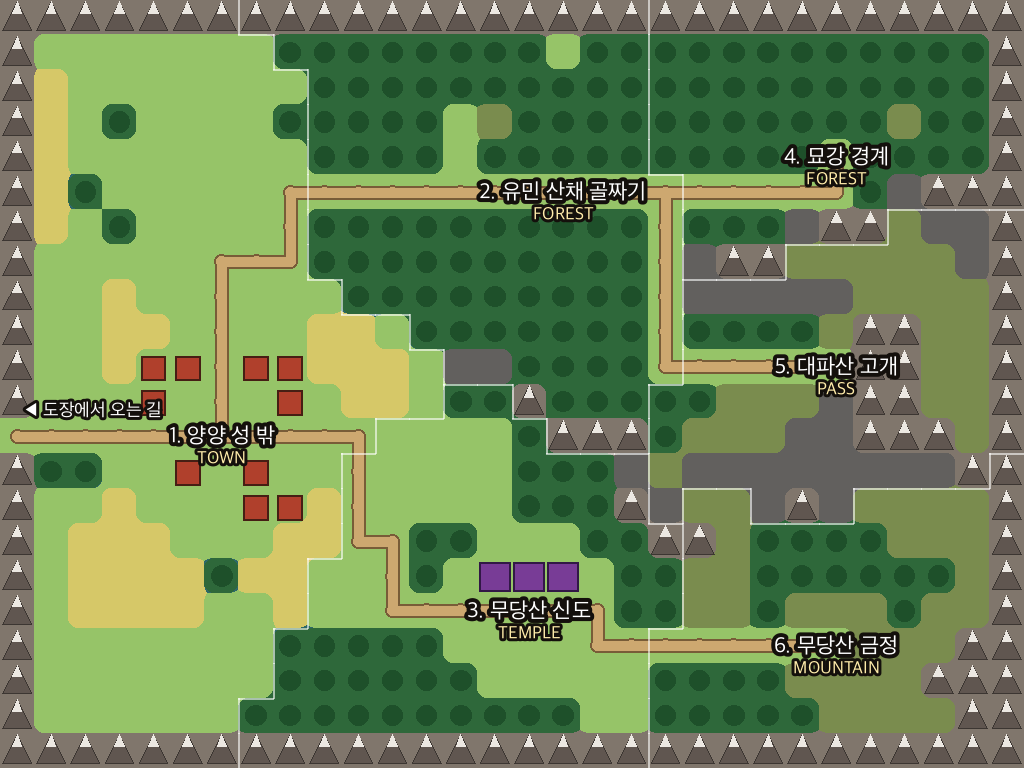 4. 묘강 경계
FOREST
2. 유민 산채 골짜기
FOREST
5. 대파산 고개
PASS
◀ 도장에서 오는 길
1. 양양 성 밖
TOWN
3. 무당산 신도
TEMPLE
6. 무당산 금정
MOUNTAIN